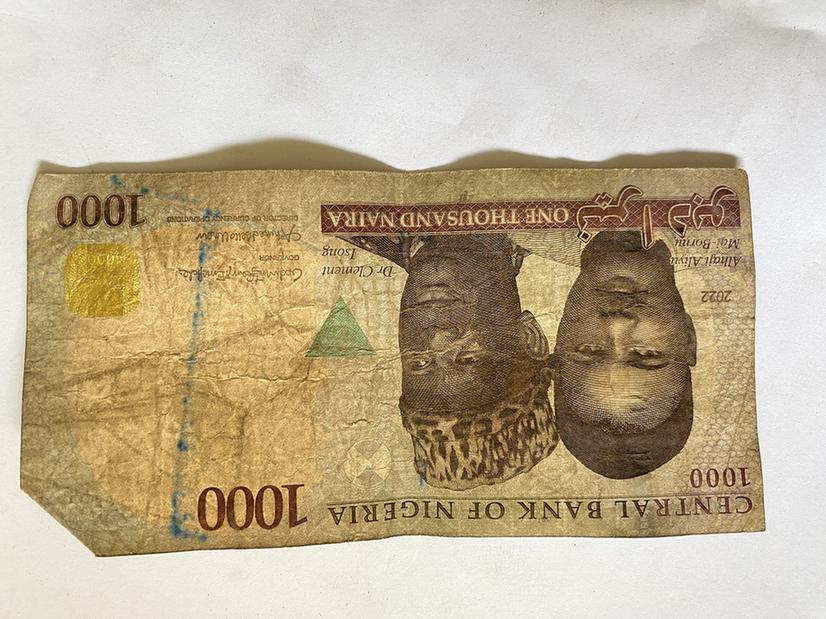 CENTRAL BANK OF NIGERIA
1000
1000
2022
Alhaji Aliyu
Mai-Bornu
Dr Clement
Isong
GOVERNOR
DIRECTOR OF CURRENCY OPERATIONS
ONE THOUSAND NAIRA
1000